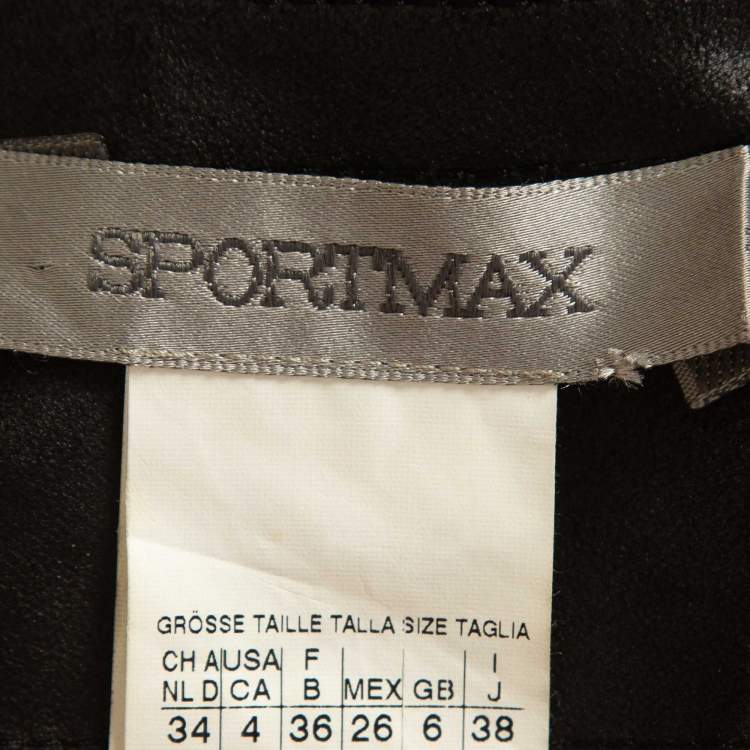 SPORTMAX
GRÖSSE TAILLE TALLA SIZE TAGLIA
CH A USA F I
NL D CA B MEX GB J
34 4 36 26 6 38